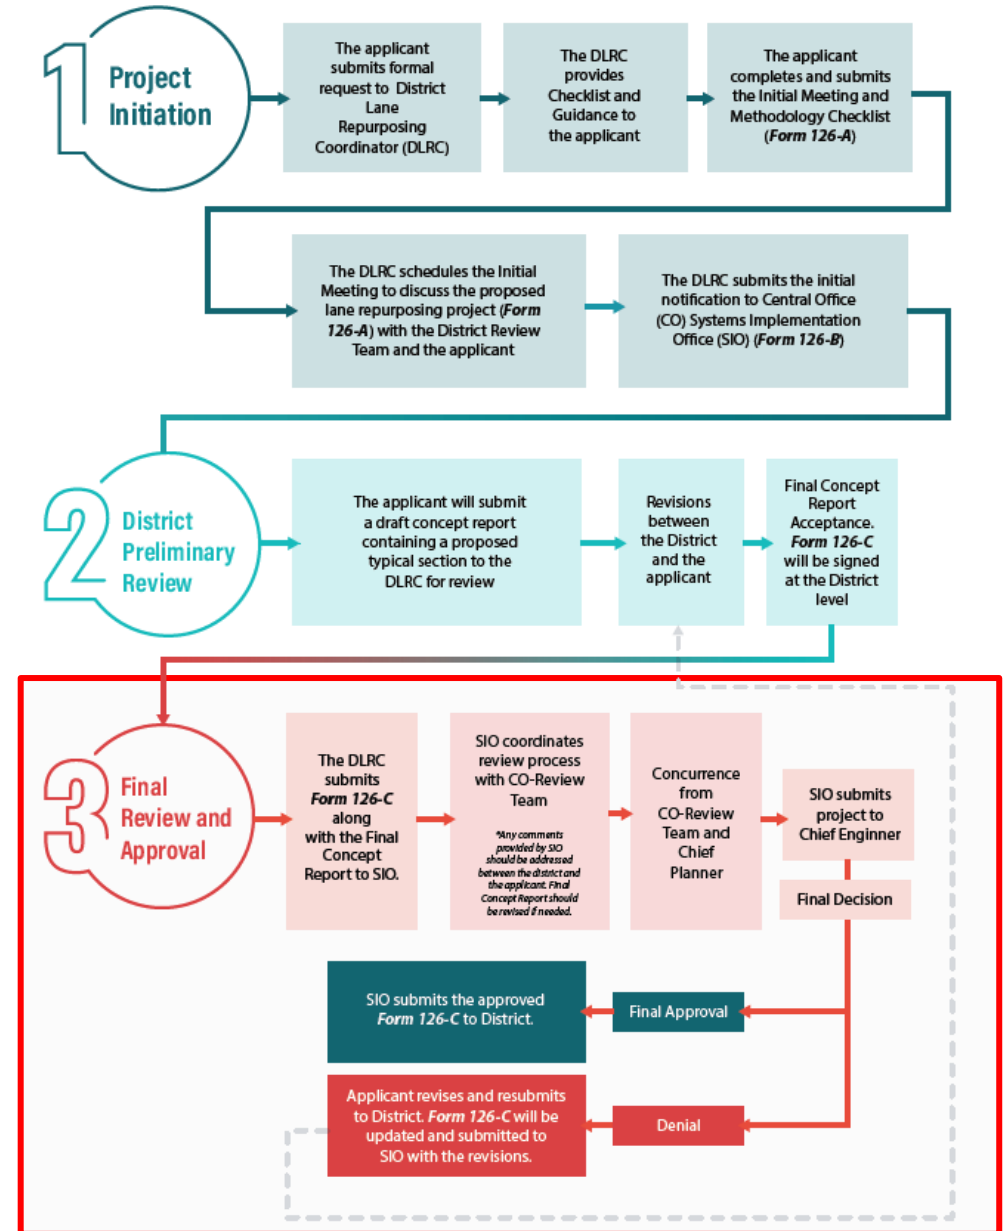 1
Project
Initiation
The applicant
submits formal
request to District
Lane
Repurposing
Coordinator (DLRC)
The DLRC
provides
Checklist and
Guidance to
the applicant
The applicant
completes and submits
the Initial Meeting and
Methodology Checklist
(Form 126-A)
The DLRC schedules the Initial
Meeting to discuss the proposed
lane repurposing project (Form
126-A) with the District Review
Team and the applicant
The DLRC submits the initial
notification to Central Office
(CO) Systems Implementation
Office (SIO) (Form 126-B)
2
District
Preliminary
Review
The applicant will submit
a draft concept report
containing a proposed
typical section to the
DLRC for review
Revisions
between
the District
and the
applicant
Final Concept
Report
Acceptance.
Form 126-C
will be signed
at the District
level
3
Final
Review and
Approval
The DLRC
submits
Form 126-C
along
with the Final
Concept
Report to SIO.
SIO coordinates
review process
with CO-Review
Team
*Any comments
provided by SIO
should be addressed
between the district and
the applicant. Final
Concept Report should
be revised if needed.
Concurrence
from
CO-Review
Team and
Chief
Planner
SIO submits
project to
Chief Enginner
Final Decision
SIO submits the approved
Form 126-C to District.
Final Approval
Applicant revises and resubmits
to District. Form 126-C will be
updated and submitted to
SIO with the revisions.
Denial